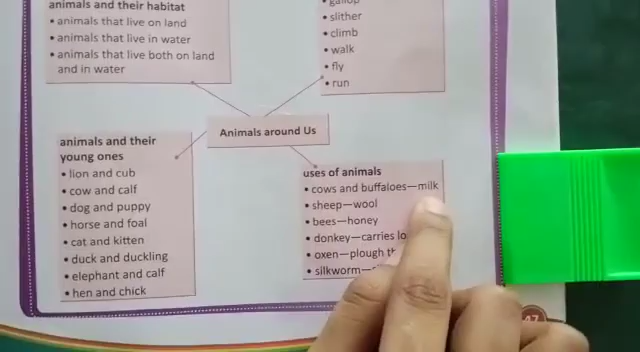 animals and their habitat
• animals that live on land
• animals that live in water
• animals that live both on land
and in water
• gallop
• slither
• climb
• walk
• fly
• run
Animals around Us
animals and their
young ones
• lion and cub
• cow and calf
• dog and puppy
• horse and foal
• cat and kitten
• duck and duckling
• elephant and calf
• hen and chick
uses of animals
• cows and buffaloes—milk
• sheep—wool
• bees—honey
• donkey—carries
• oxen—plough
• silkworm—
47